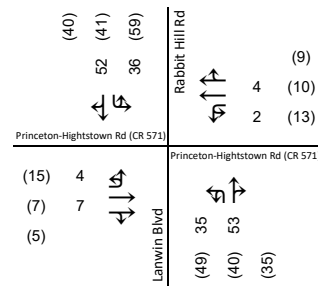 (40) (41) (59)
52 36
Rabbit Hill Rd
(9)
4 (10)
2 (13)
Princeton-Hightstown Rd (CR 571)
Princeton-Hightstown Rd (CR 571
(15) 4
(7) 7
(5)
Lanwin Blvd
35 53
(49) (40) (35)